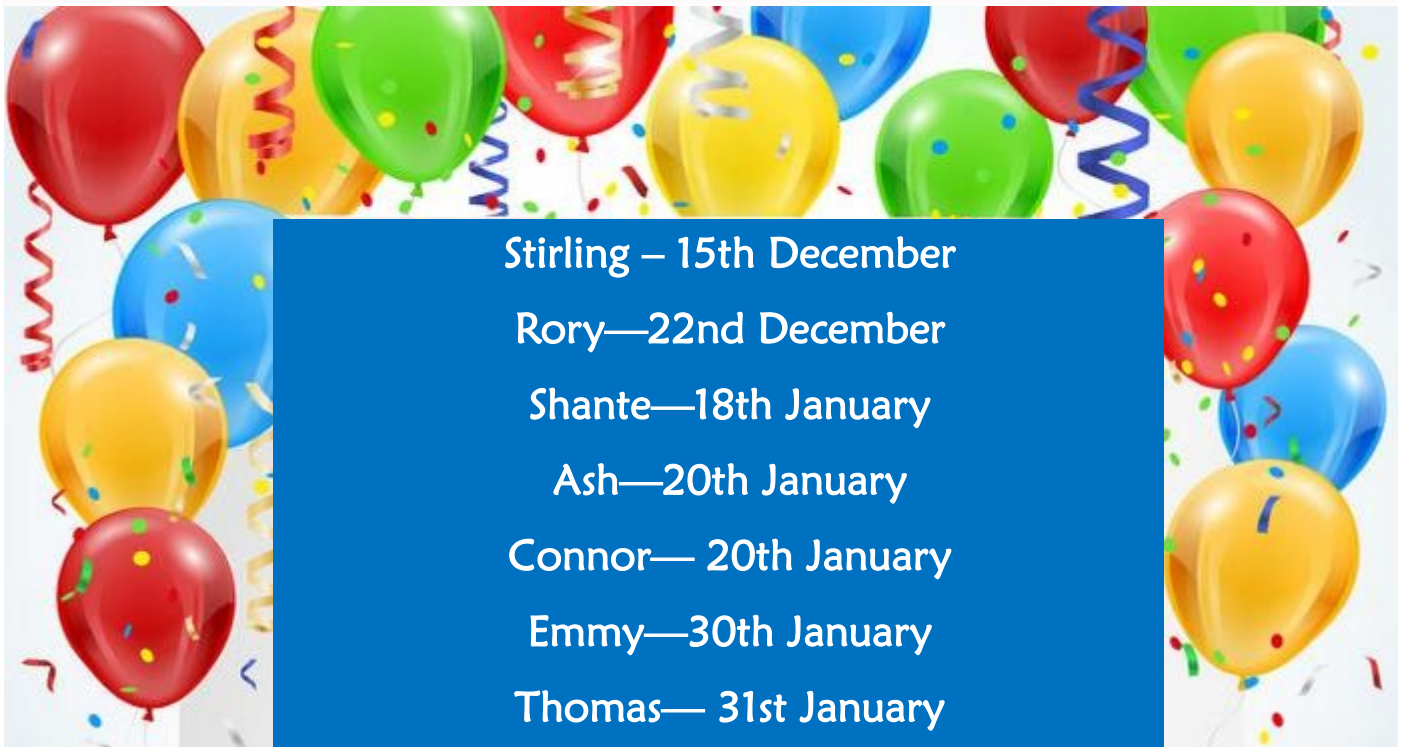 Stirling – 15th December
Rory—22nd December
Shante—18th January
Ash—20th January
Connor— 20th January
Emmy—30th January
Thomas— 31st January